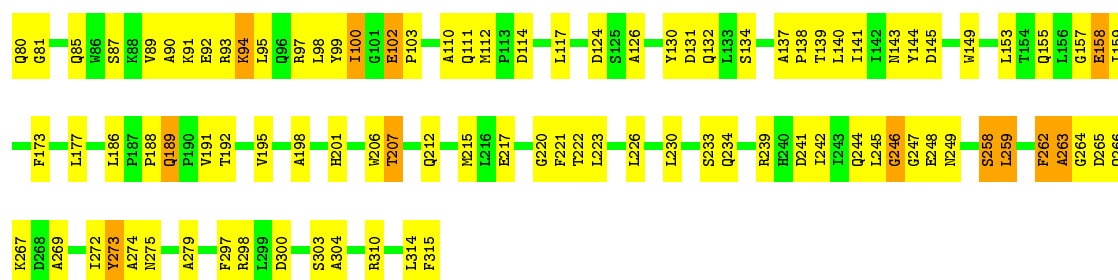 Q80 G81 Q85 W86 S87 K88 V89 A90 K91 E92 R93 K94 L95 Q96 R97 L98 Y99 I100 G101 E102 P103 A110 Q111 M112 P113 D114 L117 D124 S125 A126 Y130 D131 Q132 L133 S134 A137 P138 T139 L140 I141 I142 N143 Y144 D145 W149 L153 T154 Q155 L156 G157 E158 I159
F173 L177 L186 P187 P188 Q189 P190 V191 T192 V195 A198 H201 W206 T207 Q212 M215 L216 E217 G220 F221 T222 L223 L226 L230 S233 Q234 R239 H240 D241 I242 I243 Q244 L245 G246 G247 E248 N249 S258 L259 F262 A263 G264 D265 D266
K267 D268 A269 I272 Y273 A274 N275 A279 F297 R298 L299 D300 S303 A304 R310 L314 F315